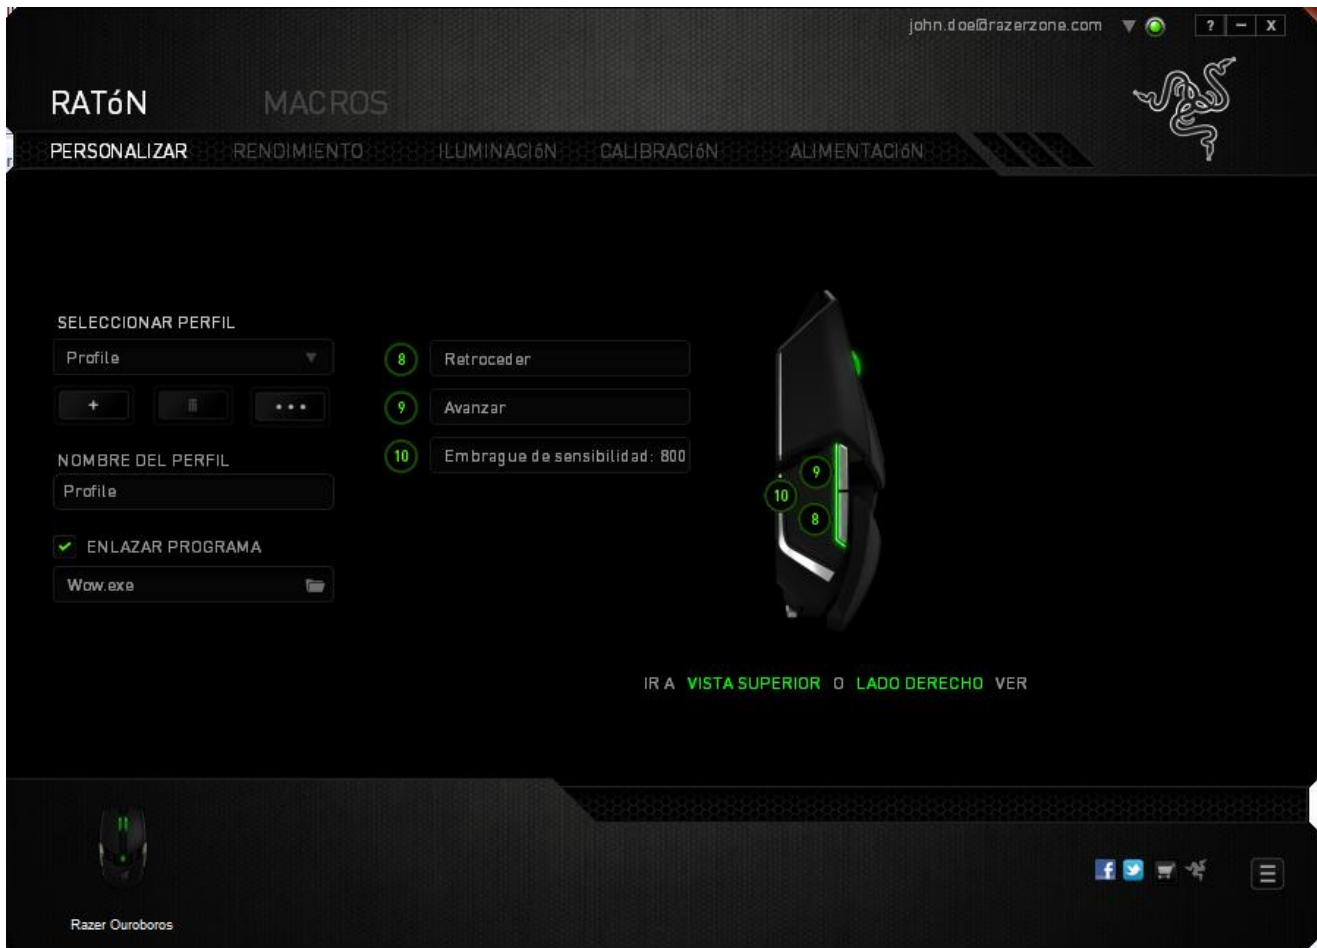 john.doe@razerzone.com
? – X
RATóN MACROS
PERSONALIZAR RENDIMIENTO ILUMINACIóN CALIBRACIóN ALIMENTACIóN
SELECCIONAR PERFIL
Profile
+ •••
NOMBRE DEL PERFIL
Profile
ENLAZAR PROGRAMA
Wow.exe
8 Retroceder
9 Avanzar
10 Embrague de sensibilidad: 800
9
10
8
IR A VISTA SUPERIOR O LADO DERECHO VER
Razer Ouroboros